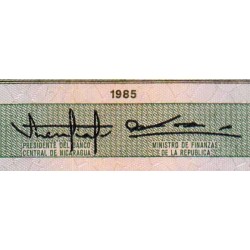 1985
PRESIDENTE DEL BANCO MINISTRO DE FINANZAS
CENTRAL DE NICARAGUA DE LA REPUBLICA